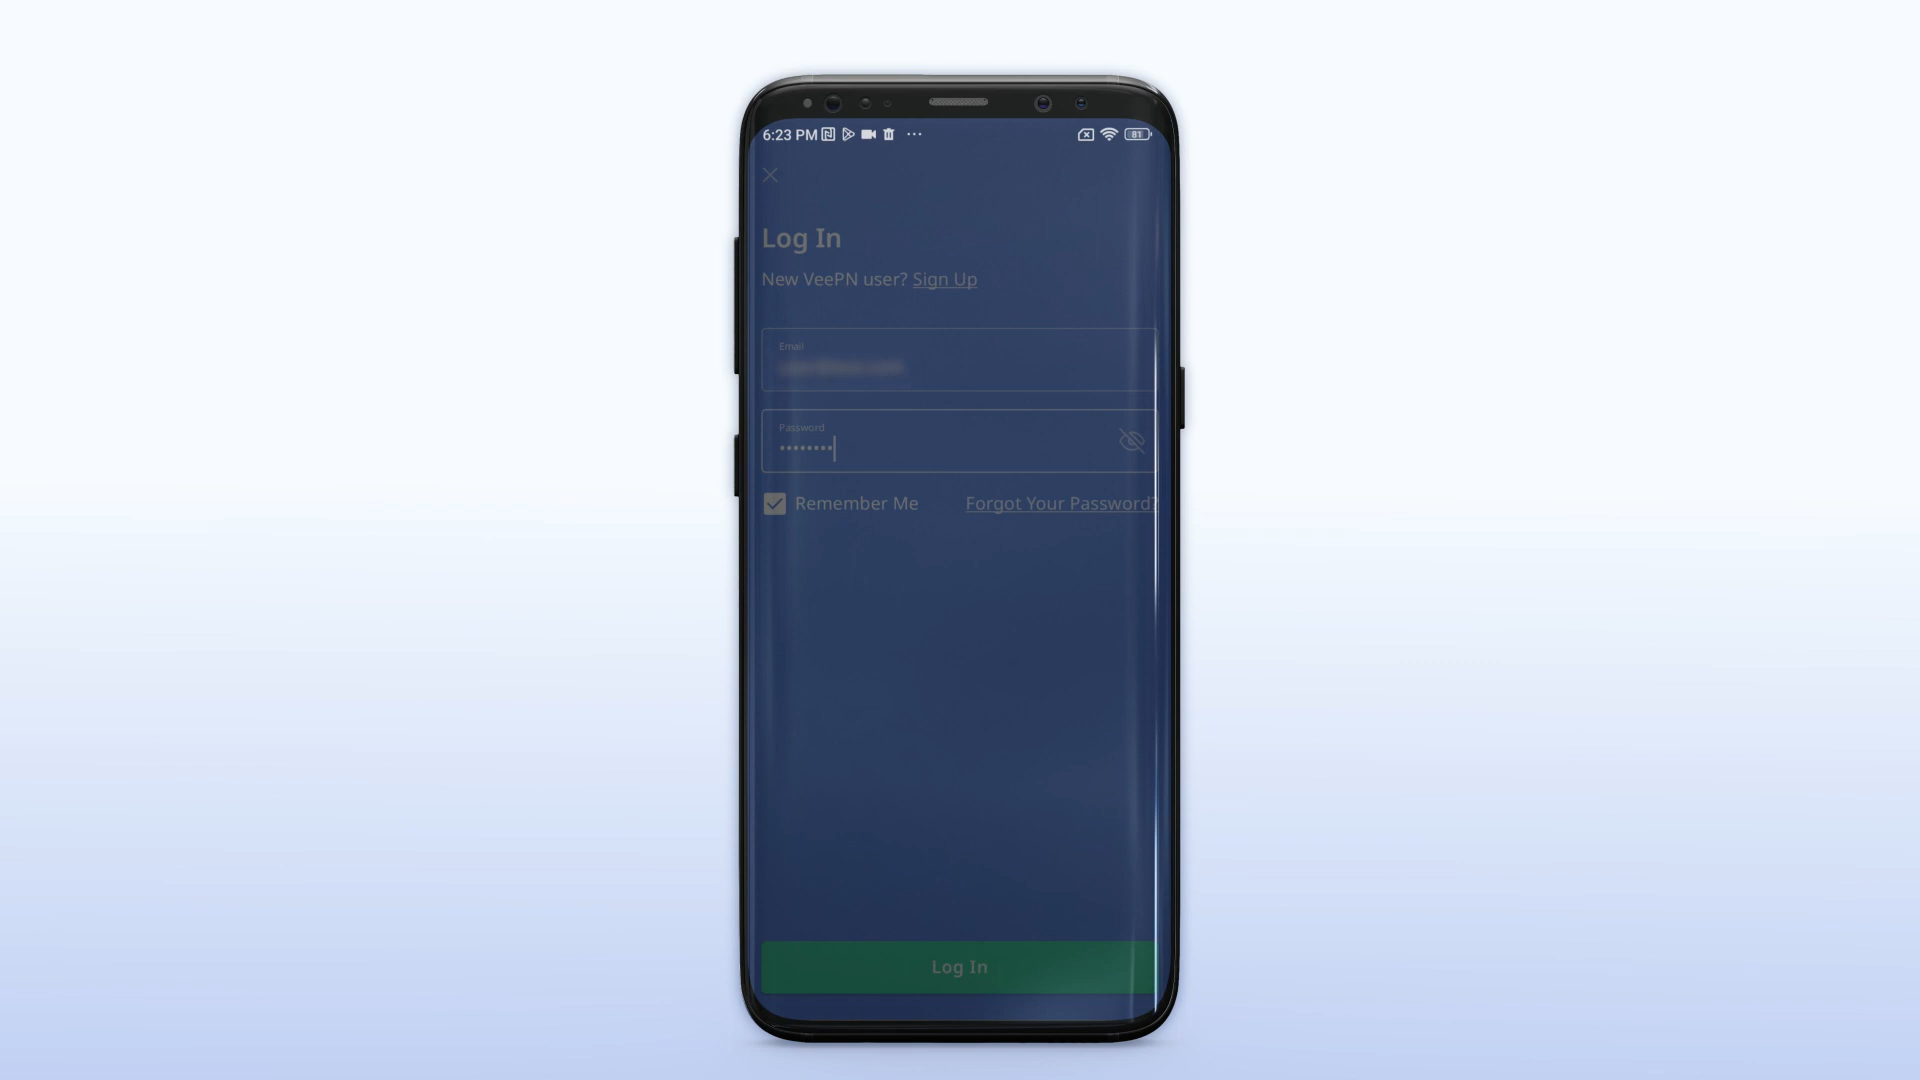 6:23 PM
81
Log In
New VeePN user? Sign Up
Email
Password
••••••••
Remember Me
Forgot Your Password?
Log In